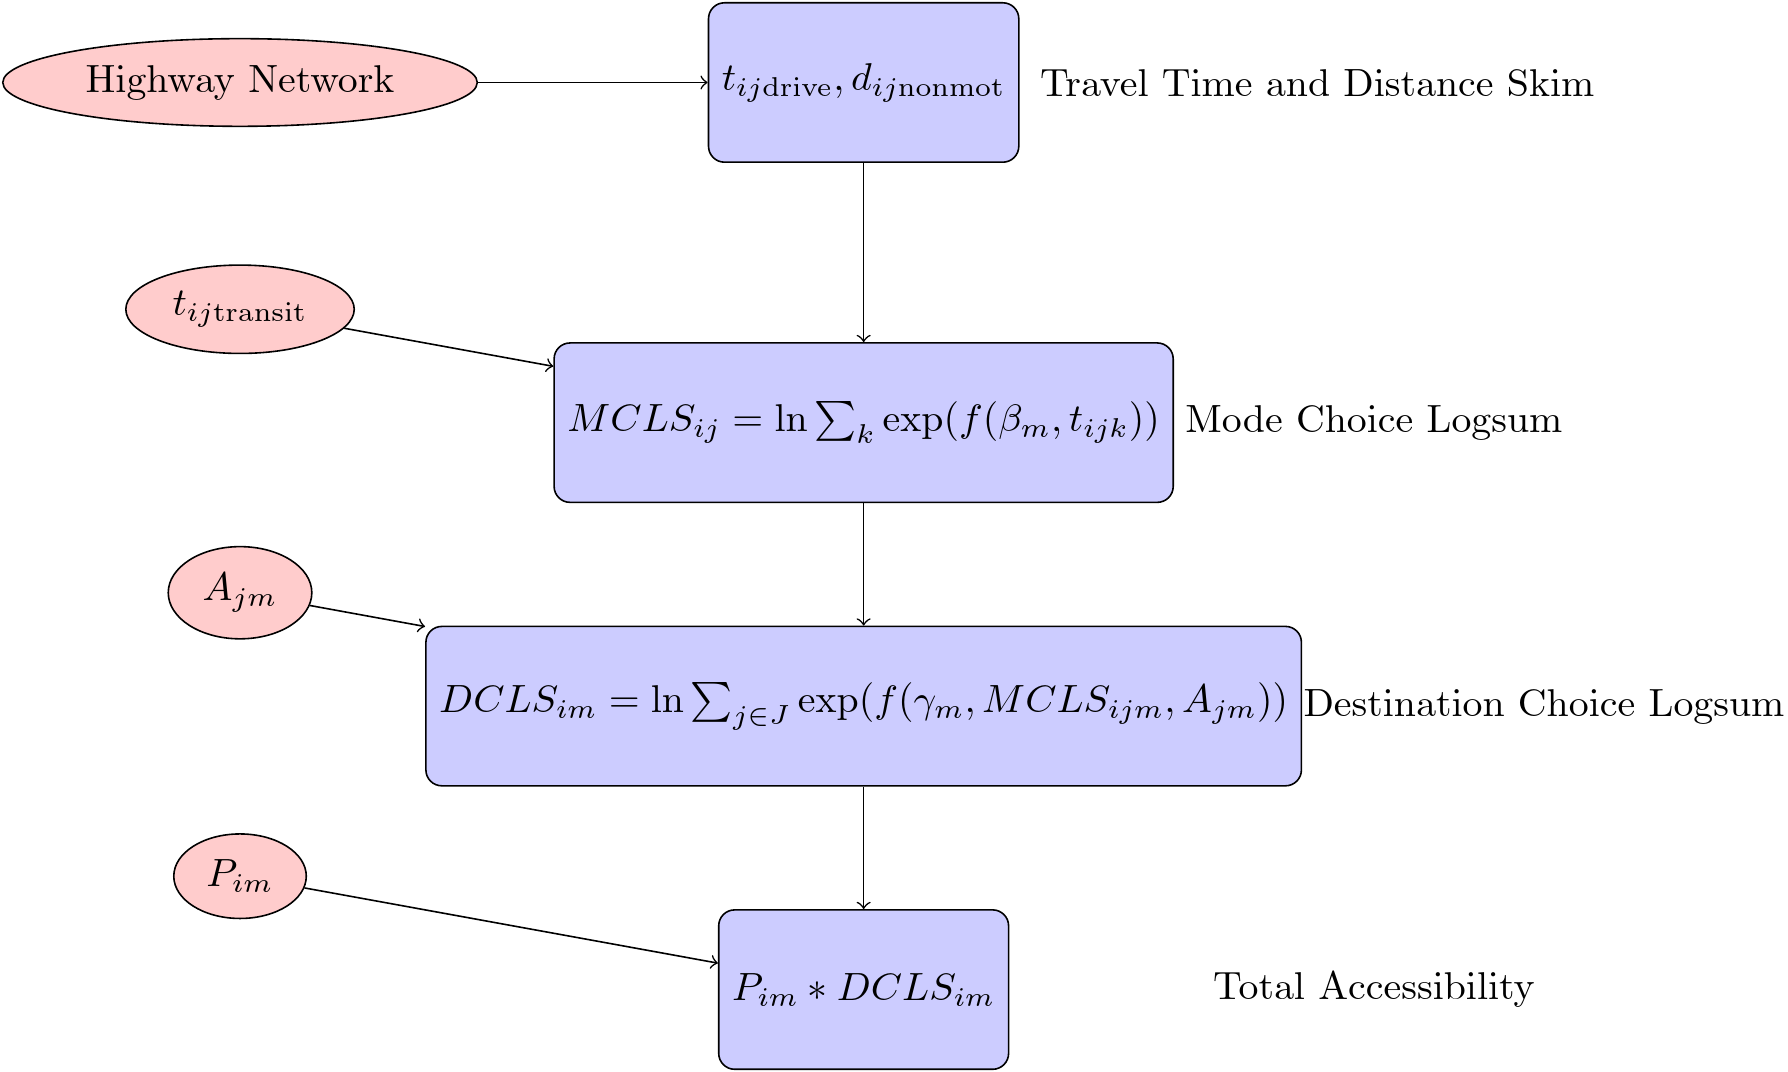 Highway Network
$t_{ij\text{drive}}, d_{ij\text{nonmot}}$
Travel Time and Distance Skim
$t_{ij\text{transit}}$
$MCLS_{ij} = \ln \sum_k \exp(f(\beta_m, t_{ijk}))$
Mode Choice Logsum
$A_{jm}$
$DCLS_{im} = \ln \sum_{j \in J} \exp(f(\gamma_m, MCLS_{ijm}, A_{jm}))$
Destination Choice Logsum
$P_{im}$
$P_{im} * DCLS_{im}$
Total Accessibility